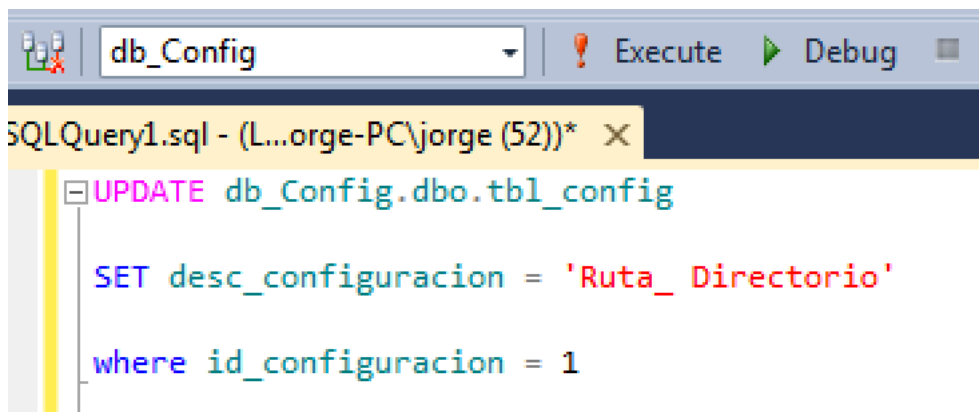 db_Config Execute Debug
SQLQuery1.sql - (L...orge-PC\jorge (52))*
UPDATE db_Config.dbo.tbl_config
SET desc_configuracion = 'Ruta_ Directorio'
where id_configuracion = 1